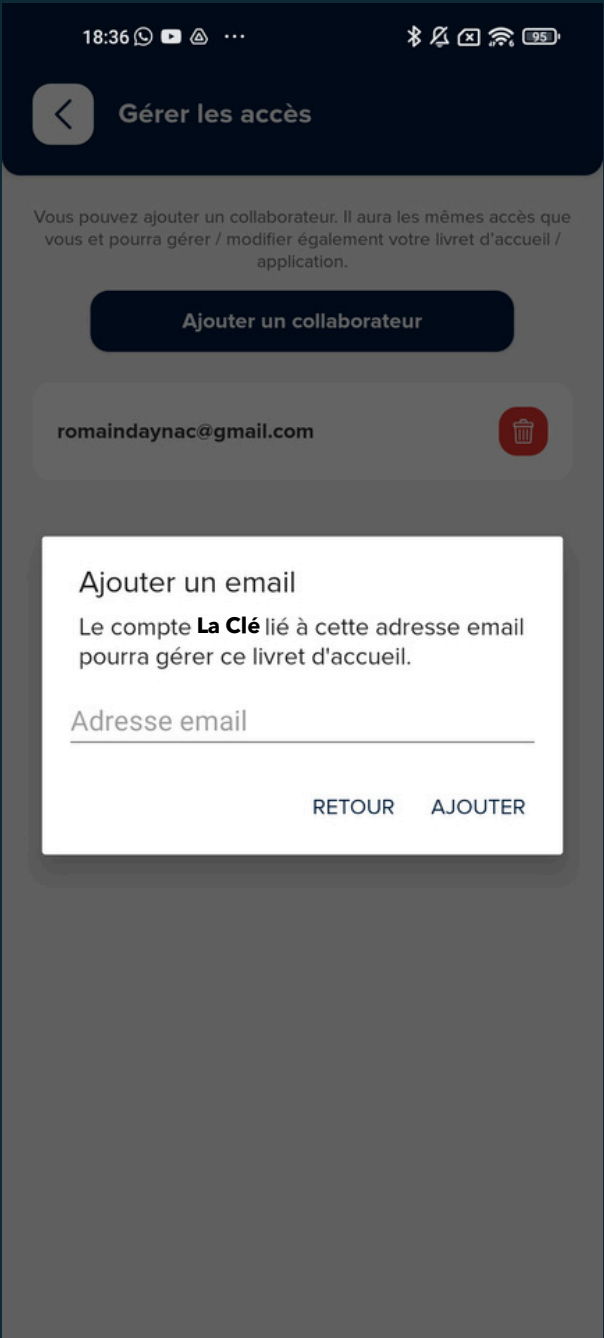 18:36
95
Gérer les accès
Vous pouvez ajouter un collaborateur. Il aura les mêmes accès que
vous et pourra gérer / modifier également votre livret d'accueil /
application.
Ajouter un collaborateur
romaindaynac@gmail.com
Ajouter un email
Le compte La Clé lié à cette adresse email
pourra gérer ce livret d'accueil.
Adresse email
RETOUR AJOUTER